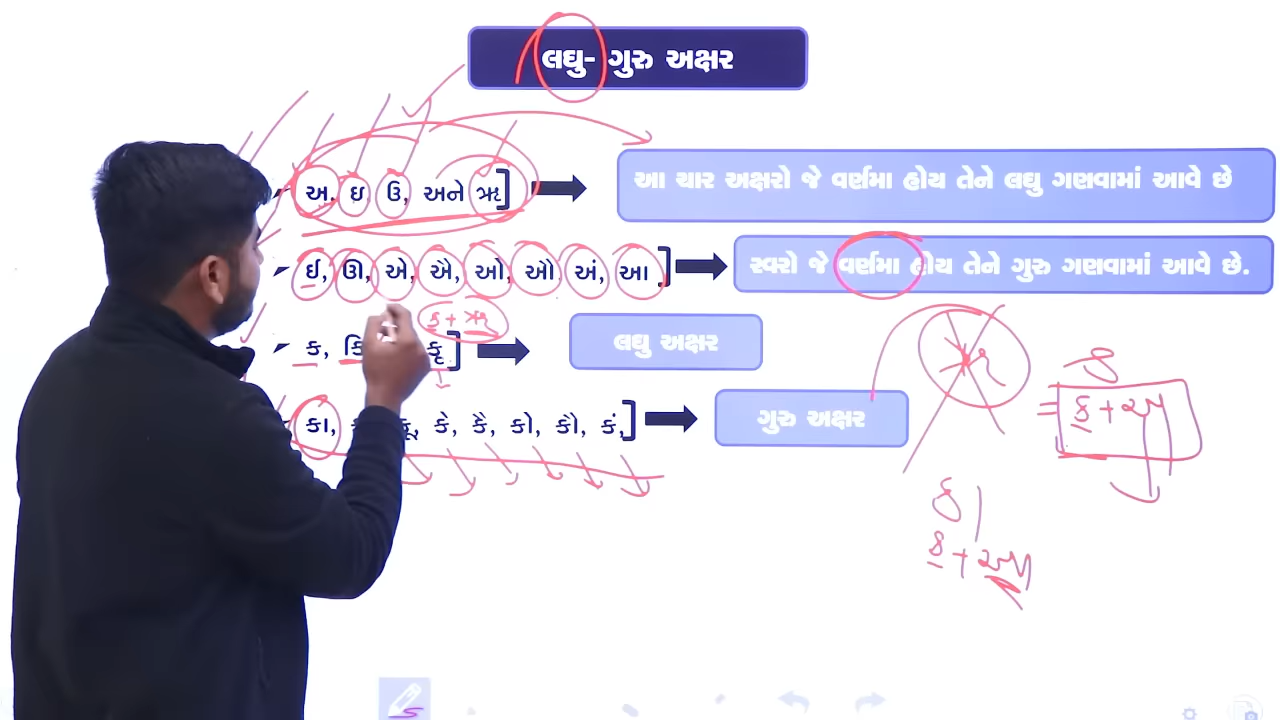 લઘુ- ગુરુ અક્ષર
અ, ઇ, ઉ, અને ઋ]
આ ચાર અક્ષરો જે વર્ણમા હોય તેને લઘુ ગણવામાં આવે છે
ઈ, ઊ, એ, ઐ, ઓ, ઔ, અં, આ]
સ્વરો જે વર્ણમા હોય તેને ગુરુ ગણવામાં આવે છે.
ક + ઋ
ક, કિ કૃ]
લઘુ અક્ષર
કા, કૂ, કે, કૈ, કો, કૌ, કં,]
ગુરુ અક્ષર
ક
= ક + અ
ક
ક + અ